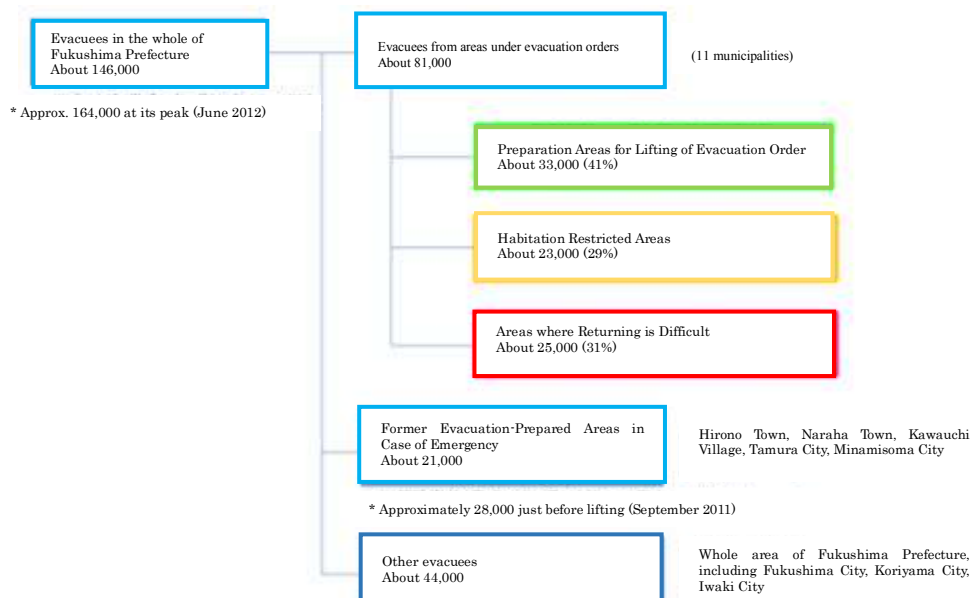 Evacuees in the whole of
Fukushima Prefecture
About 146,000
* Approx. 164,000 at its peak (June 2012)
Evacuees from areas under evacuation orders
About 81,000
(11 municipalities)
Preparation Areas for Lifting of Evacuation Order
About 33,000 (41%)
Habitation Restricted Areas
About 23,000 (29%)
Areas where Returning is Difficult
About 25,000 (31%)
Former Evacuation-Prepared Areas in
Case of Emergency
About 21,000
Hirono Town, Naraha Town, Kawauchi
Village, Tamura City, Minamisoma City
* Approximately 28,000 just before lifting (September 2011)
Other evacuees
About 44,000
Whole area of Fukushima Prefecture,
including Fukushima City, Koriyama City,
Iwaki City